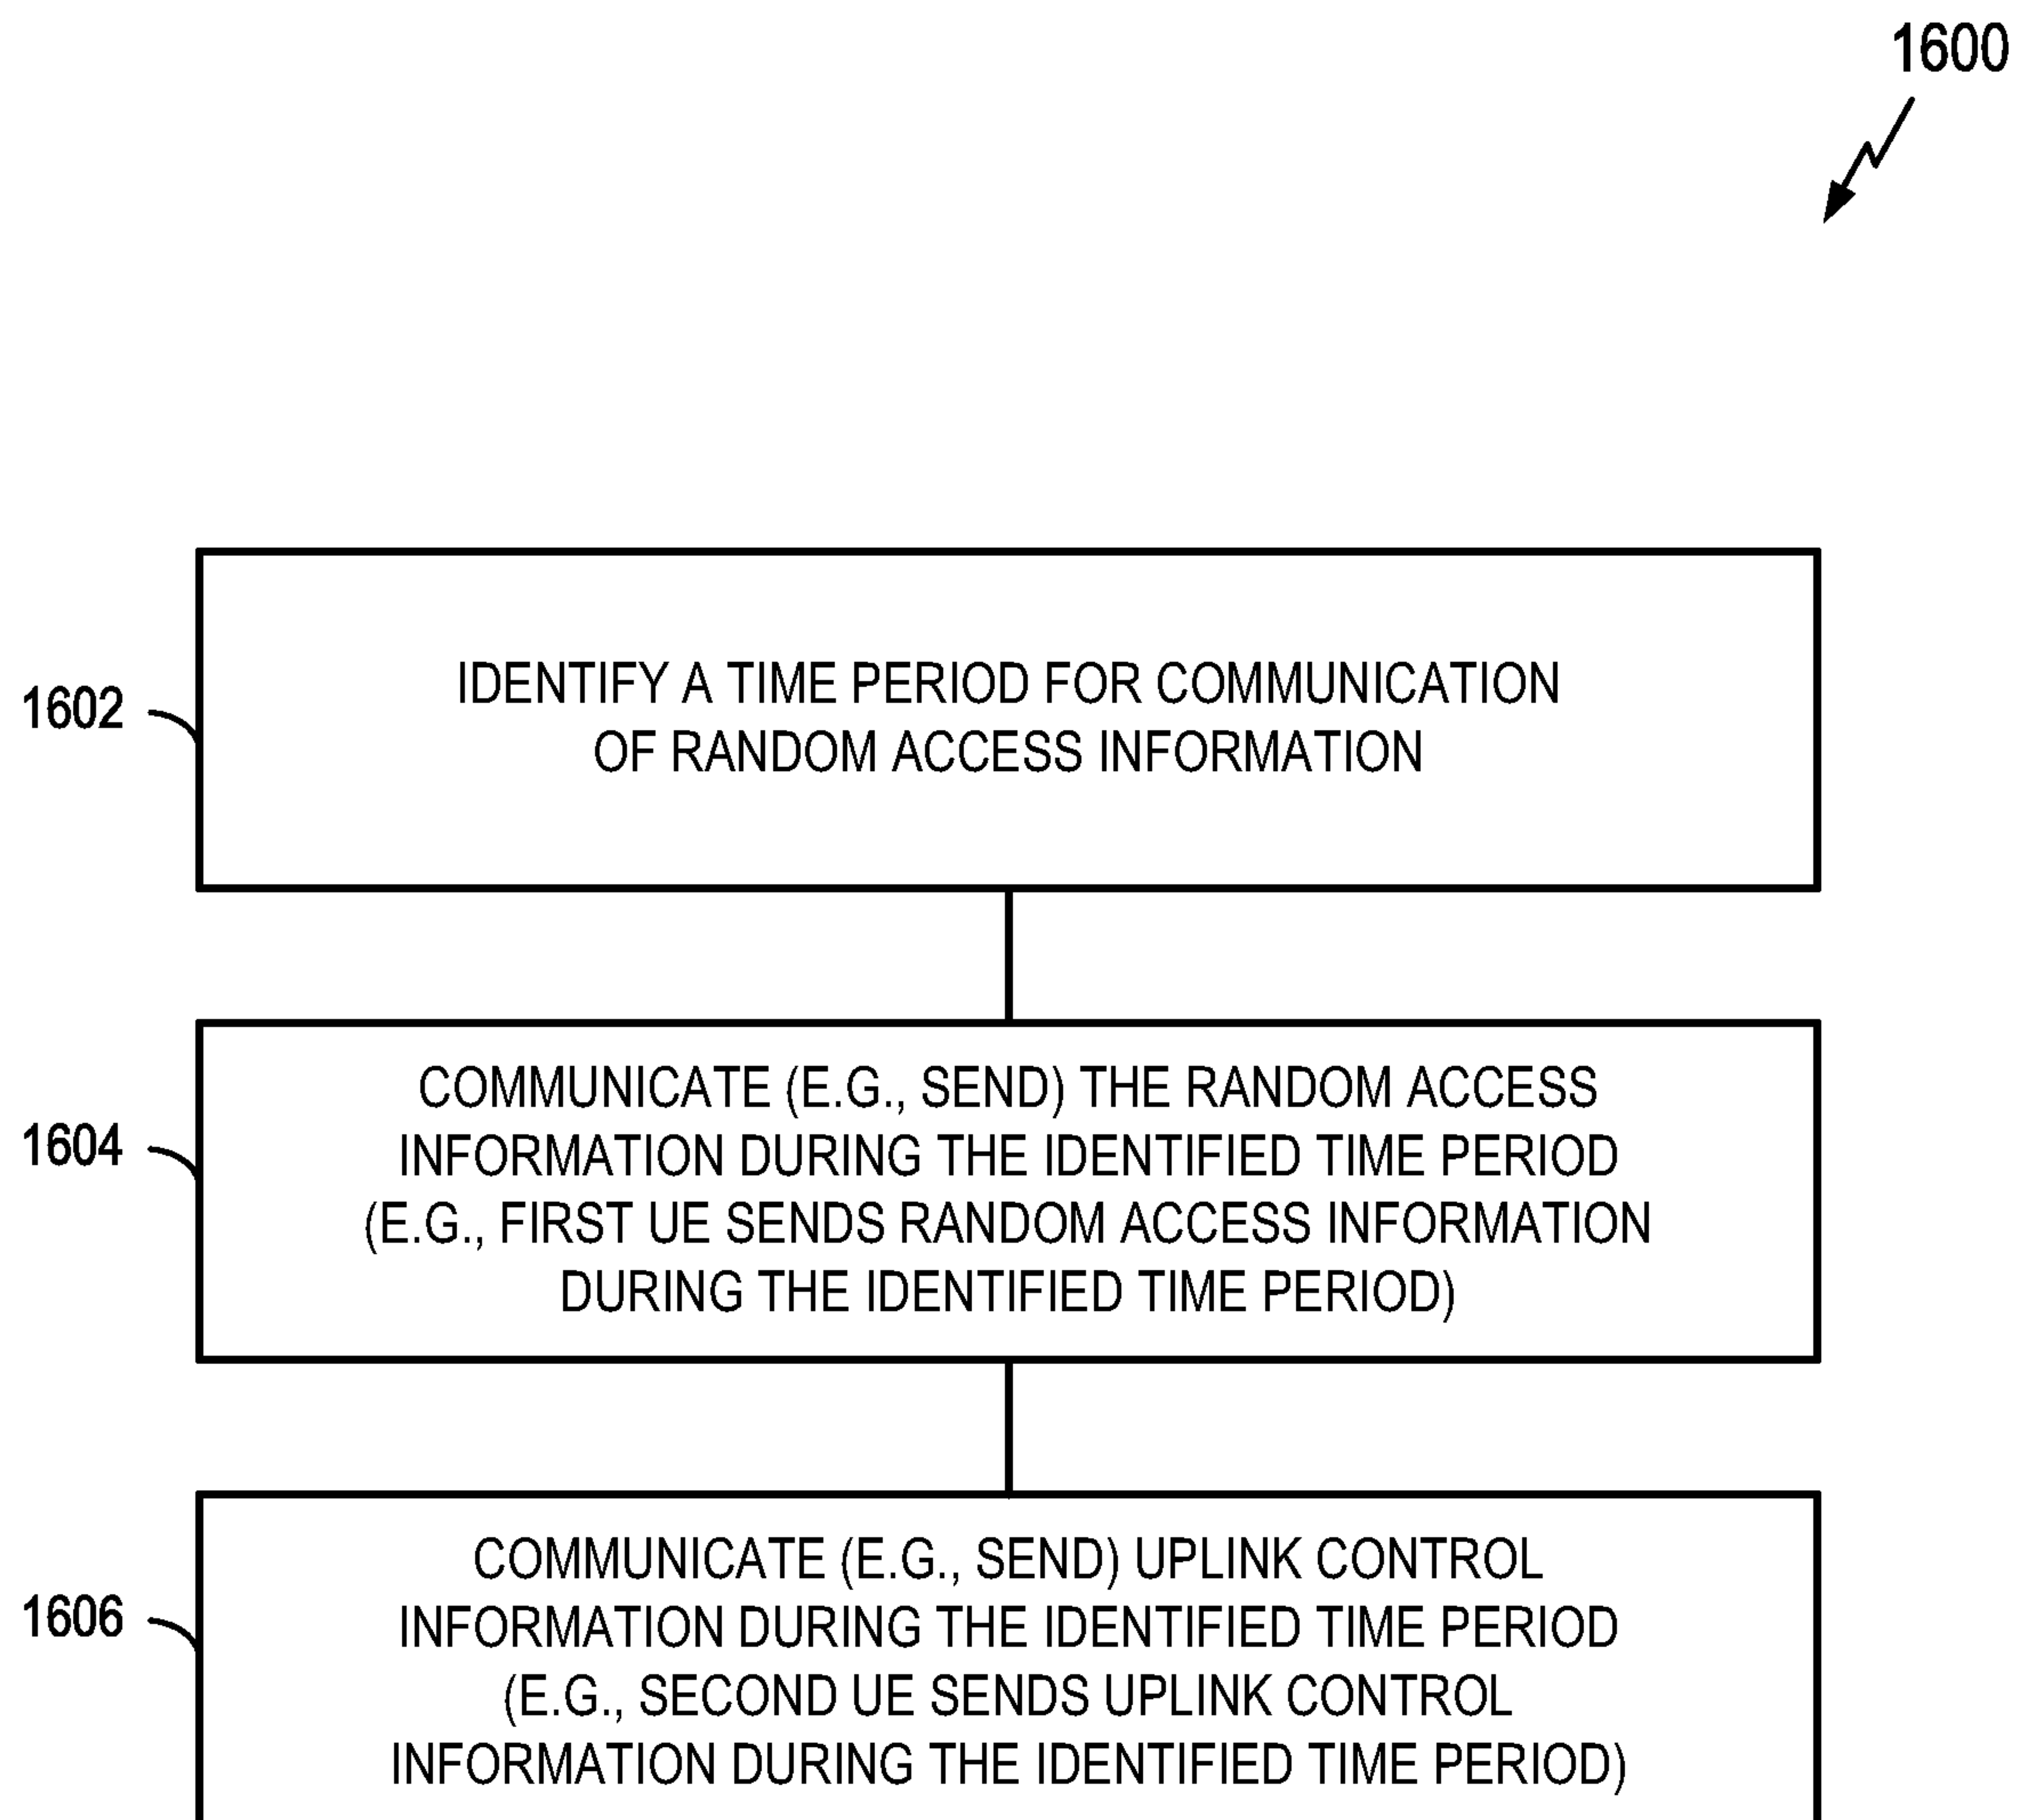 1600
1602
IDENTIFY A TIME PERIOD FOR COMMUNICATION
OF RANDOM ACCESS INFORMATION
1604
COMMUNICATE (E.G., SEND) THE RANDOM ACCESS
INFORMATION DURING THE IDENTIFIED TIME PERIOD
(E.G., FIRST UE SENDS RANDOM ACCESS INFORMATION
DURING THE IDENTIFIED TIME PERIOD)
1606
COMMUNICATE (E.G., SEND) UPLINK CONTROL
INFORMATION DURING THE IDENTIFIED TIME PERIOD
(E.G., SECOND UE SENDS UPLINK CONTROL
INFORMATION DURING THE IDENTIFIED TIME PERIOD)